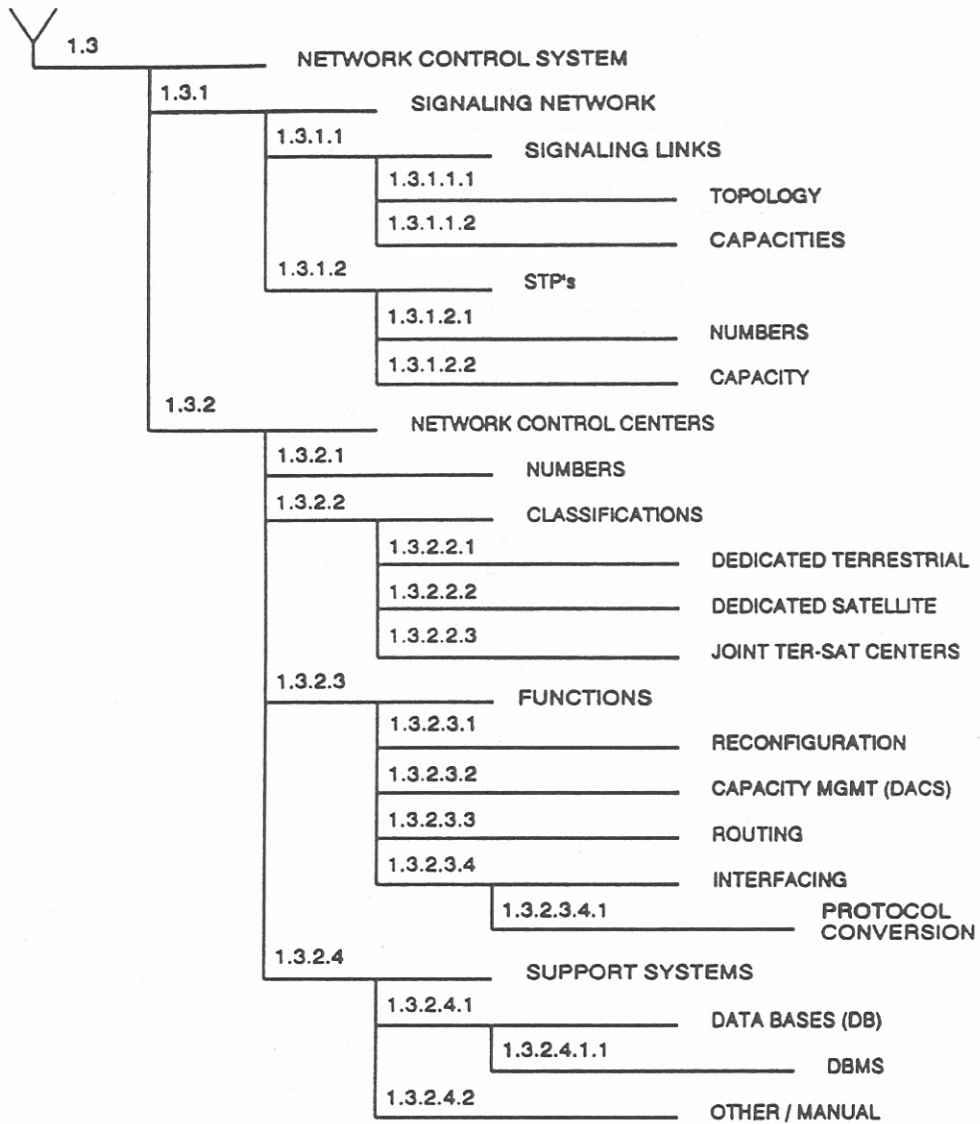 1.3 NETWORK CONTROL SYSTEM
1.3.1 SIGNALING NETWORK
1.3.1.1 SIGNALING LINKS
1.3.1.1.1 TOPOLOGY
1.3.1.1.2 CAPACITIES
1.3.1.2 STP's
1.3.1.2.1 NUMBERS
1.3.1.2.2 CAPACITY
1.3.2 NETWORK CONTROL CENTERS
1.3.2.1 NUMBERS
1.3.2.2 CLASSIFICATIONS
1.3.2.2.1 DEDICATED TERRESTRIAL
1.3.2.2.2 DEDICATED SATELLITE
1.3.2.2.3 JOINT TER-SAT CENTERS
1.3.2.3 FUNCTIONS
1.3.2.3.1 RECONFIGURATION
1.3.2.3.2 CAPACITY MGMT (DACS)
1.3.2.3.3 ROUTING
1.3.2.3.4 INTERFACING
1.3.2.3.4.1 PROTOCOL
CONVERSION
1.3.2.4 SUPPORT SYSTEMS
1.3.2.4.1 DATA BASES (DB)
1.3.2.4.1.1 DBMS
1.3.2.4.2 OTHER / MANUAL